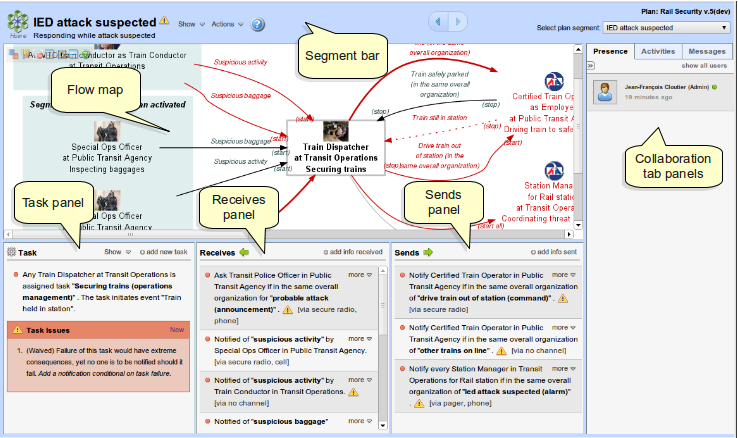 IED attack suspected
Show
Actions
Plan: Rail Security v.5(dev)
Home
Responding while attack suspected
Select plan segment:
IED attack suspected
Segment bar
Presence
Activities
Messages
show all users
Jean-François Cloutier (Admin)
19 minutes ago
Collaboration
tab panels
conductor as Train Conductor
at Transit Operations
Suspicious activity
Suspicious baggage
(start)
Flow map
activated
Special Ops Officer
at Public Transit Agency
Inspecting baggages
Suspicious baggage
(start)
Suspicious activity
(start)
Special Ops Officer
at Public Transit Agency
Train Dispatcher
at Transit Operations
Securing trains
overall
organization)
Train safely parked
(in the same overall
organization)
(stop)
(stop)
Train still in station
(start)
Drive train out
of station (in the
same overall organization)
(stop)
(start)
(start all)
Certified Train Op
as Employe
at Public Transit A
Driving train to safe
Station Mana
for Rail statio
at Transit Opera
Coordinating threat
Task panel
Receives
panel
Sends
panel
Task
Show
add new task
Any Train Dispatcher at Transit Operations is
assigned task "Securing trains (operations
management)" . The task initiates event "Train
held in station".
Task Issues
New
1. (Waived) Failure of this task would have extreme
consequences, yet no one is to be notified should it
fail. Add a notification conditional on task failure.
Receives
add info received
Ask Transit Police Officer in Public
more
Transit Agency if in the same overall
organization for "probable attack
(announcement)" . [via secure radio,
phone]
Notified of "suspicious activity" by
more
Special Ops Officer in Public Transit Agency.
[via secure radio, cell]
Notified of "suspicious activity" by
more
Train Conductor in Transit Operations.
[via no channel]
Notified of "suspicious baggage"
more
Sends
add info sent
Notify Certified Train Operator in Public
more
Transit Agency if in the same overall organization
of "drive train out of station (command)" .
[via secure radio]
Notify Certified Train Operator in Public
more
Transit Agency if in the same overall organization
of "other trains on line" . [via no channel]
Notify every Station Manager in Transit
more
Operations for Rail station if in the same overall
organization of "Ied attack suspected (alarm)" .
[via pager, phone]